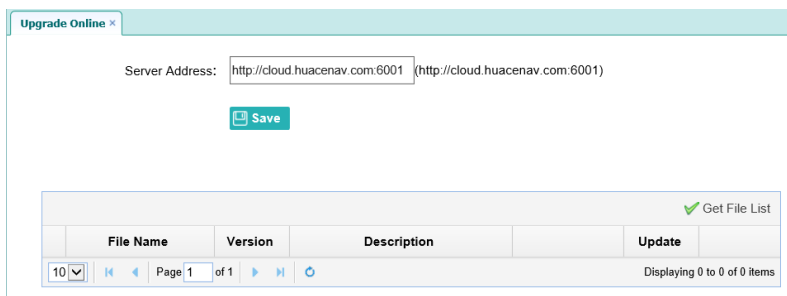 Upgrade Online ×
Server Address: http://cloud.huacenav.com:6001 (http://cloud.huacenav.com:6001)
Save
Get File List
File Name Version Description Update
10 Page 1 of 1 Displaying 0 to 0 of 0 items